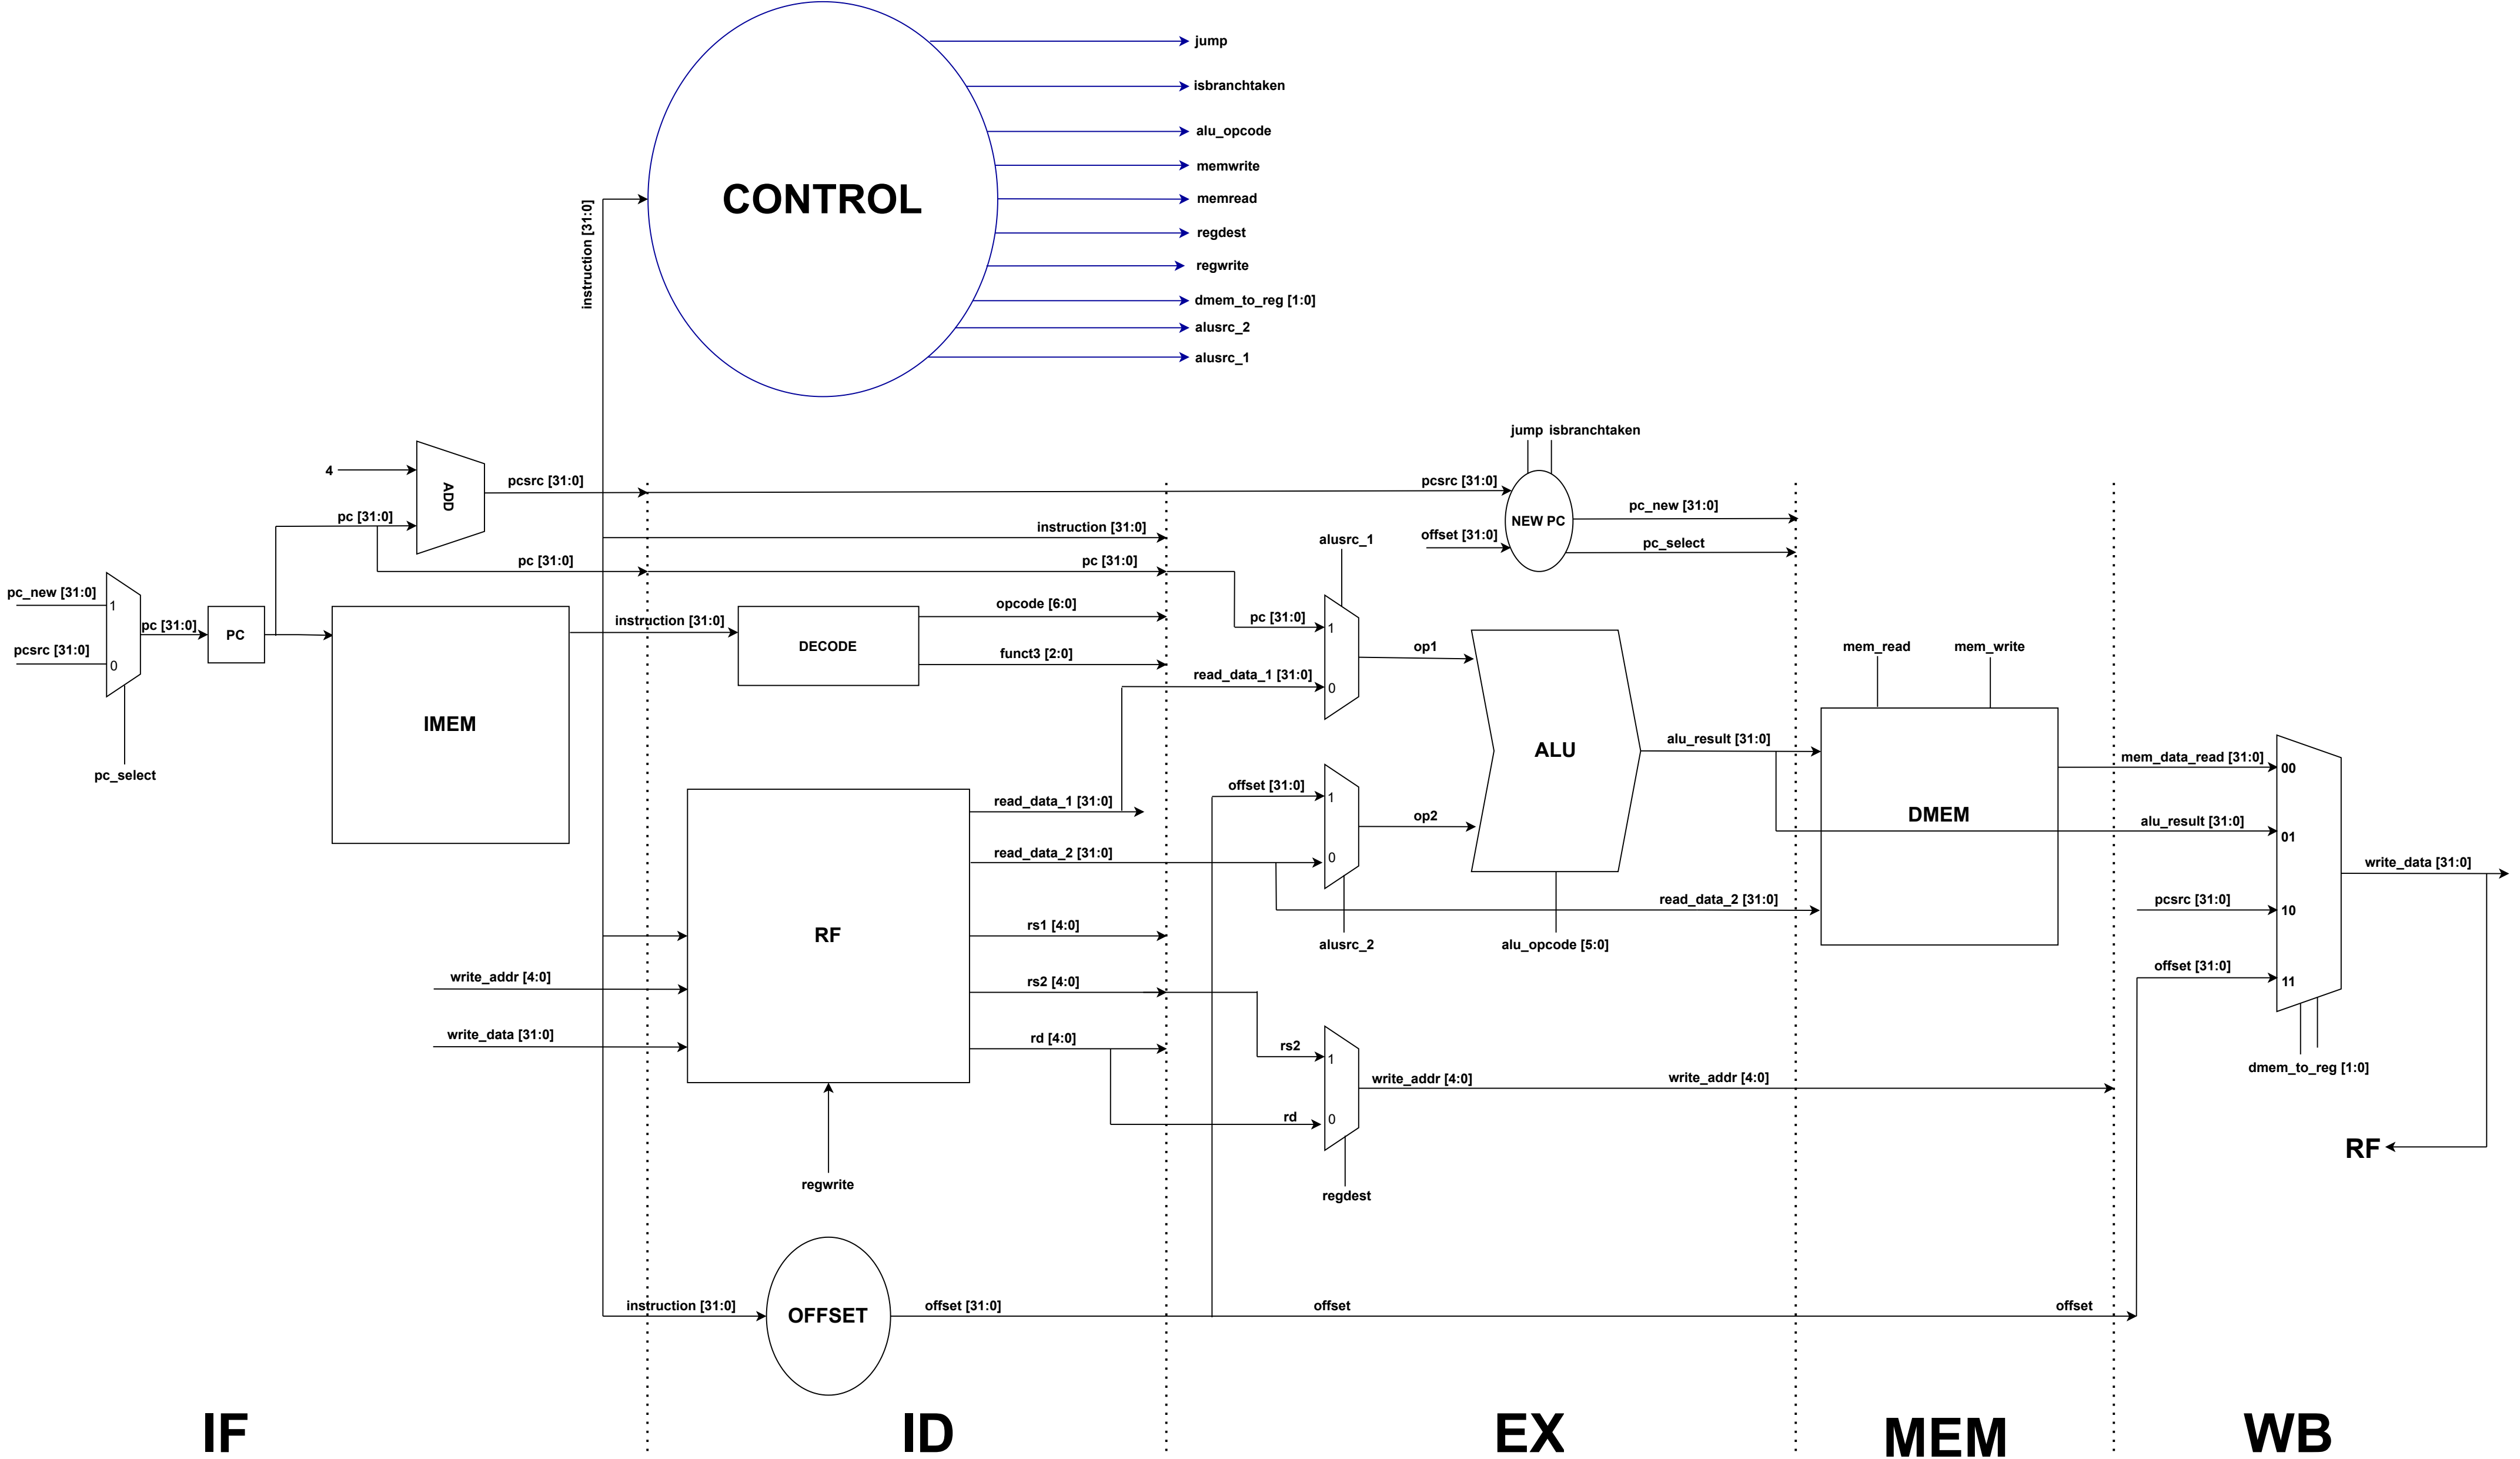 jump
isbranchtaken
alu_opcode
memwrite
memread
regdest
regwrite
dmem_to_reg [1:0]
alusrc_2
alusrc_1
CONTROL
instruction [31:0]
4
ADD
pc [31:0]
pcsrc [31:0]
pc [31:0]
pc_new [31:0]
1
pcsrc [31:0]
0
pc [31:0]
PC
pc_select
IMEM
instruction [31:0]
instruction [31:0]
pc [31:0]
DECODE
opcode [6:0]
funct3 [2:0]
RF
read_data_1 [31:0]
read_data_2 [31:0]
rs1 [4:0]
rs2 [4:0]
rd [4:0]
write_addr [4:0]
write_data [31:0]
regwrite
instruction [31:0]
OFFSET
offset [31:0]
jump isbranchtaken
pcsrc [31:0]
offset [31:0]
NEW PC
pc_new [31:0]
pc_select
alusrc_1
pc [31:0]
1
read_data_1 [31:0]
0
op1
offset [31:0]
1
0
op2
alusrc_2
ALU
alu_opcode [5:0]
alu_result [31:0]
read_data_2 [31:0]
rs2
1
rd
0
regdest
write_addr [4:0]
write_addr [4:0]
offset
offset
mem_read
mem_write
DMEM
mem_data_read [31:0]
00
alu_result [31:0]
01
pcsrc [31:0]
10
offset [31:0]
11
dmem_to_reg [1:0]
write_data [31:0]
RF
IF
ID
EX
MEM
WB